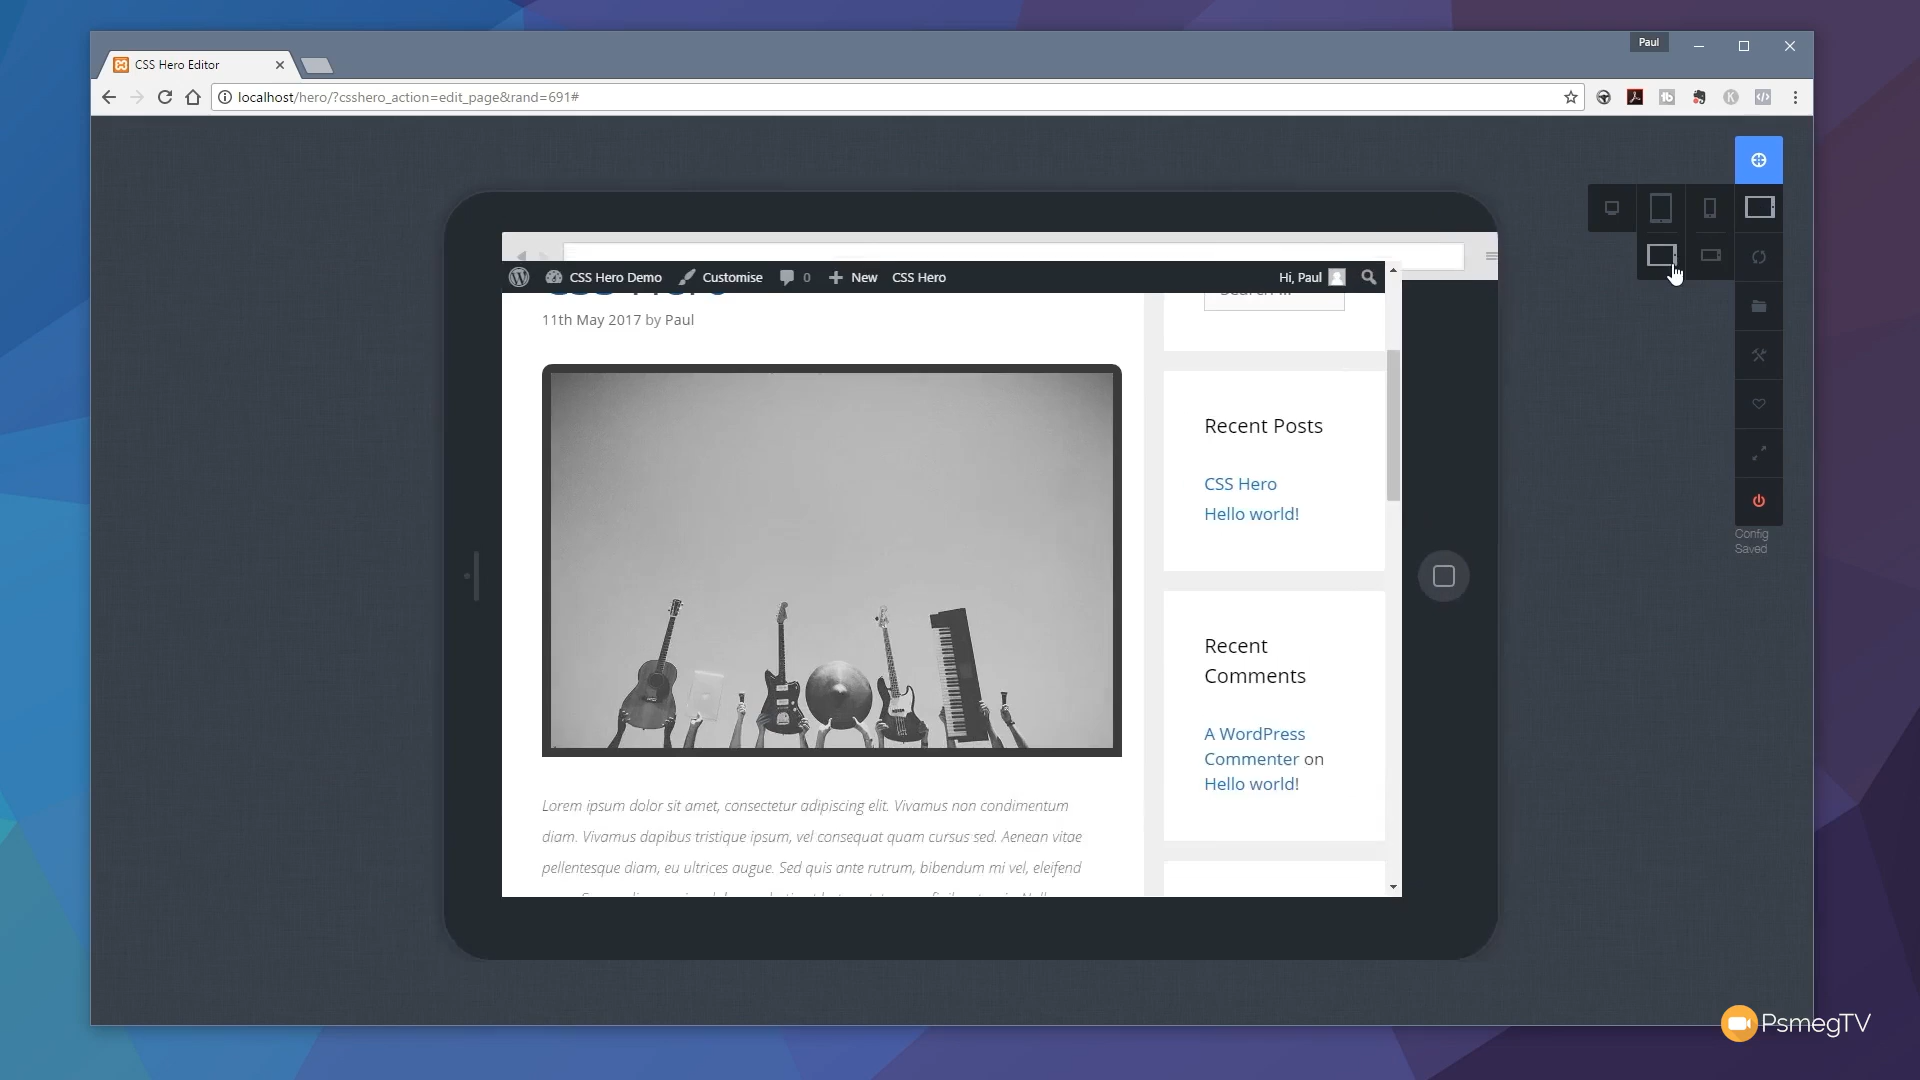 Paul
CSS Hero Editor
localhost/hero/?csshero_action=edit_page&rand=691#
CSS Hero Demo
Customise
0
New
CSS Hero
Hi, Paul
CSS Hero
11th May 2017 by Paul
Search ...
Recent Posts
CSS Hero
Hello world!
Recent
Comments
A WordPress
Commenter on
Hello world!
Lorem ipsum dolor sit amet, consectetur adipiscing elit. Vivamus non condimentum
diam. Vivamus dapibus tristique ipsum, vel consequat quam cursus sed. Aenean vitae
pellentesque diam, eu ultrices augue. Sed quis ante rutrum, bibendum mi vel, eleifend
Config
Saved
PsmegTV